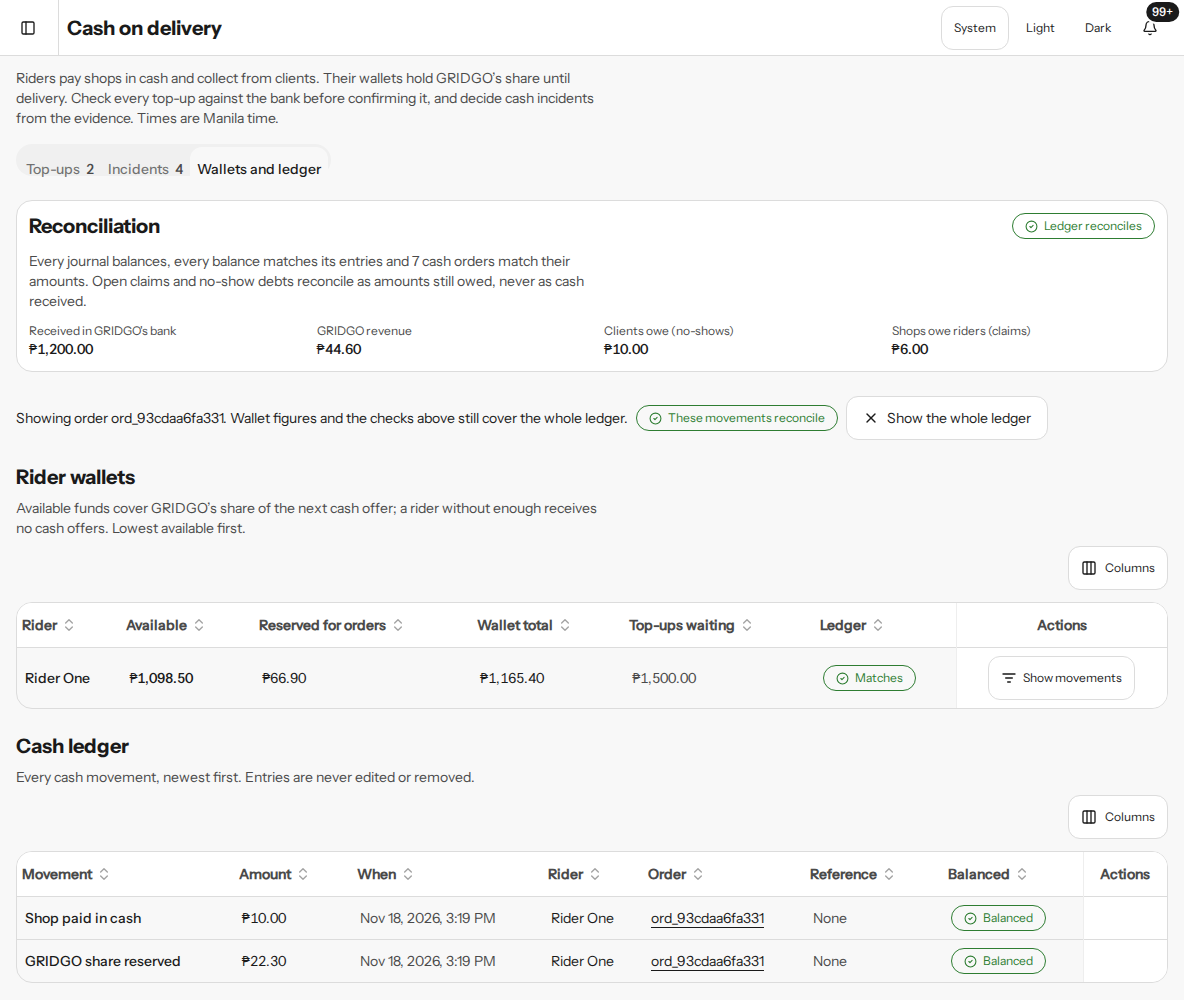 Cash on delivery
System Light Dark 99+
Riders pay shops in cash and collect from clients. Their wallets hold GRIDGO's share until
delivery. Check every top-up against the bank before confirming it, and decide cash incidents
from the evidence. Times are Manila time.
Top-ups 2 Incidents 4 Wallets and ledger
Reconciliation
Ledger reconciles
Every journal balances, every balance matches its entries and 7 cash orders match their
amounts. Open claims and no-show debts reconcile as amounts still owed, never as cash
received.
Received in GRIDGO's bank GRIDGO revenue Clients owe (no-shows) Shops owe riders (claims)
₱1,200.00 ₱44.60 ₱10.00 ₱6.00
Showing order ord_93cdaa6fa331. Wallet figures and the checks above still cover the whole ledger. These movements reconcile Show the whole ledger
Rider wallets
Available funds cover GRIDGO's share of the next cash offer; a rider without enough receives
no cash offers. Lowest available first.
Columns
Rider Available Reserved for orders Wallet total Top-ups waiting Ledger Actions
Rider One ₱1,098.50 ₱66.90 ₱1,165.40 ₱1,500.00 Matches Show movements
Cash ledger
Every cash movement, newest first. Entries are never edited or removed.
Columns
Movement Amount When Rider Order Reference Balanced Actions
Shop paid in cash ₱10.00 Nov 18, 2026, 3:19 PM Rider One ord_93cdaa6fa331 None Balanced
GRIDGO share reserved ₱22.30 Nov 18, 2026, 3:19 PM Rider One ord_93cdaa6fa331 None Balanced